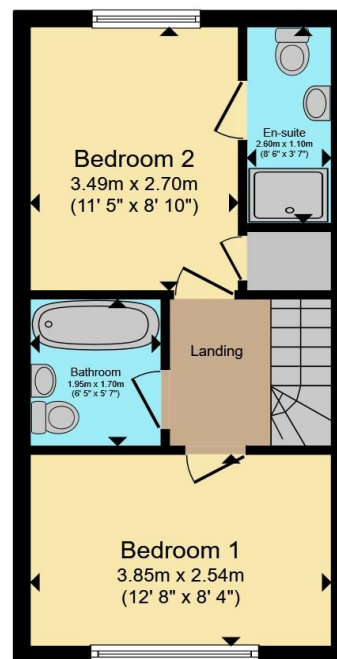 En-suite
2.60m x 1.10m
(8' 6" x 3' 7")
Bedroom 2
3.49m x 2.70m
(11' 5" x 8' 10")
Landing
Bathroom
1.95m x 1.70m
(6' 5" x 5' 7")
Bedroom 1
3.85m x 2.54m
(12' 8" x 8' 4")